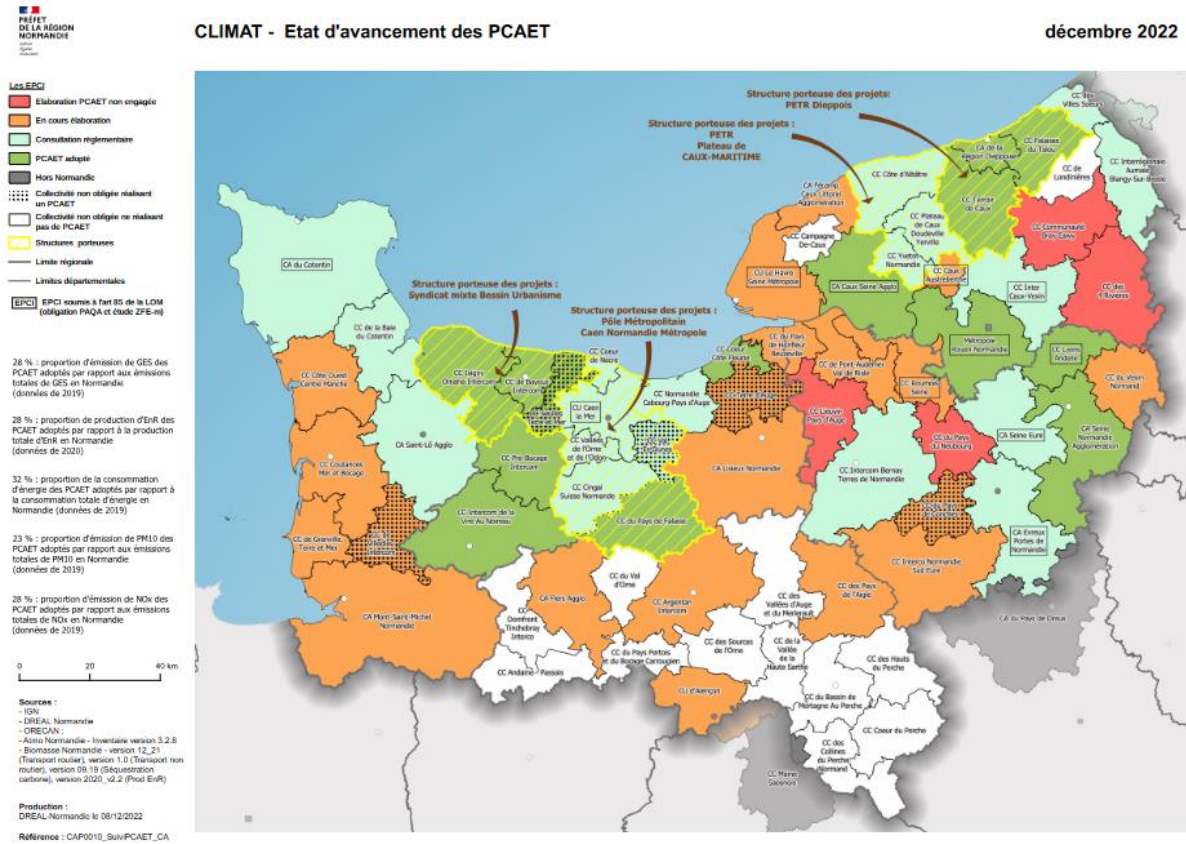 PRÉFET
DE LA RÉGION
NORMANDIE
CLIMAT - Etat d'avancement des PCAET
décembre 2022
Les EPCI
Elaboration PCAET non engagée
En cours élaboration
Consultation réglementaire
PCAET adopté
Hors Normandie
Collectivité non obligée réalisant
un PCAET
Collectivité non obligée ne réalisant
pas de PCAET
Structures porteuses
Limite régionale
Limites départementales
EPCI
EPCI soumis à l'art 85 de la LOM
(obligation PAQA et étude ZFE-m)
28 % : proportion d'émission de GES des
PCAET adoptés par rapport aux émissions
totales de GES en Normandie
(données de 2019)
28 % : proportion de production d'EnR des
PCAET adoptés par rapport à la production
totale d'EnR en Normandie
(données de 2020)
32 % : proportion de la consommation
d'énergie des PCAET adoptés par rapport à
la consommation totale d'énergie en
Normandie (données de 2019)
23 % : proportion d'émission de PM10 des
PCAET adoptés par rapport aux émissions
totales de PM10 en Normandie
(données de 2019)
28 % : proportion d'émission de NOx des
PCAET adoptés par rapport aux émissions
totales de NOx en Normandie
(données de 2019)
0 20 40 km
Sources :
- IGN
- DREAL Normandie
- ORECAN :
- Atmo Normandie - Inventaire version 3.2.8
- Biomasse Normandie - version 12_21
(Transport routier), version 1.0 (Transport non
routier), version 09.19 (Séquestration
carbone), version 2020_v2.2 (Prod EnR)
Production :
DREAL-Normandie le 08/12/2022
Référence : CAP0010_SuiviPCAET_CA
Structure porteuse des projets:
PETR Dieppois
Structure porteuse des projets :
PETR
Plateau de
CAUX-MARITIME
Structure porteuse des projets :
Syndicat mixte Bessin Urbanisme
Structure porteuse des projets :
Pôle Métropolitain
Caen Normandie Métropole
CC des
Villes Soeurs
CC Falaises
du Talou
CA de la
Région Dieppoise
CC Interrégionale
Aumale
Blangy-Sur-Bresle
CC de
Londinières
CC Côte d'Albâtre
CC Terroir
de Caux
CA Fécamp
Caux Littoral
Agglomération
CC Plateau
de Caux
Doudeville
Yerville
CC Communauté
Bray-Eawy
CC Campagne
De-Caux
CC Yvetot
Normandie
CC Caux
Austreberthe
CU Le Havre
Seine Métropole
CA Caux Seine Agglo
CC Inter
Caux-Vexin
CC des
4 Rivières
CA du Cotentin
CC de la Baie
du Cotentin
Métropole
Rouen Normandie
CC du Pays
de Honfleur
Beuzeville
CC Coeur
Côte Fleurie
CC de Pont-Audemer
Val de Risle
CC Roumois
Seine
CC Lyons
Andelle
CC du Vexin
Normand
CC Coeur
de Nacre
CC Isigny
Omaha Intercom
CC de Bayeux
Intercom
CC Côte Ouest
Centre Manche
CU Caen
la Mer
CC Normandie
Cabourg-Pays d'Auge
CC Terre d'Auge
CC Lieuvin
Pays d'Auge
CC du Pays
du Neubourg
CA Seine Eure
CA Seine
Normandie
Agglomération
CA Saint-Lô Agglo
CC Vallées
de l'Orne
et de l'Odon
CC Pré Bocage
Intercom
CC Coutances
Mer et Bocage
CA Lisieux Normandie
CC Intercom Bernay
Terres de Normandie
CC Cingal
Suisse Normande
CC du Pays de Falaise
CC Intercom de la
Vire Au Noireau
CC de Granville,
Terre et Mer
CA Evreux
Portes de
Normandie
CC Interco Normandie
Sud Eure
CC du Val
d'Orne
CA Flers Agglo
CC Argentan
Intercom
CC des Pays
de l'Aigle
CA Mont-Saint-Michel
Normandie
CC
Domfront
Tinchebray
Interco
CC des
Vallées d'Auge
et du Merlerault
CA du Pays de Dreux
CC Andaine - Passais
CC du Pays Fertois
et du Bocage Carrougien
CC des Sources
de l'Orne
CC de la
Vallée
de la
Haute Sarthe
CC des Hauts
du Perche
CU d'Alençon
CC du Bassin de
Mortagne Au Perche
CC Coeur du Perche
CC des
Collines
du Perche
Normand
CC Maine
Saosnois